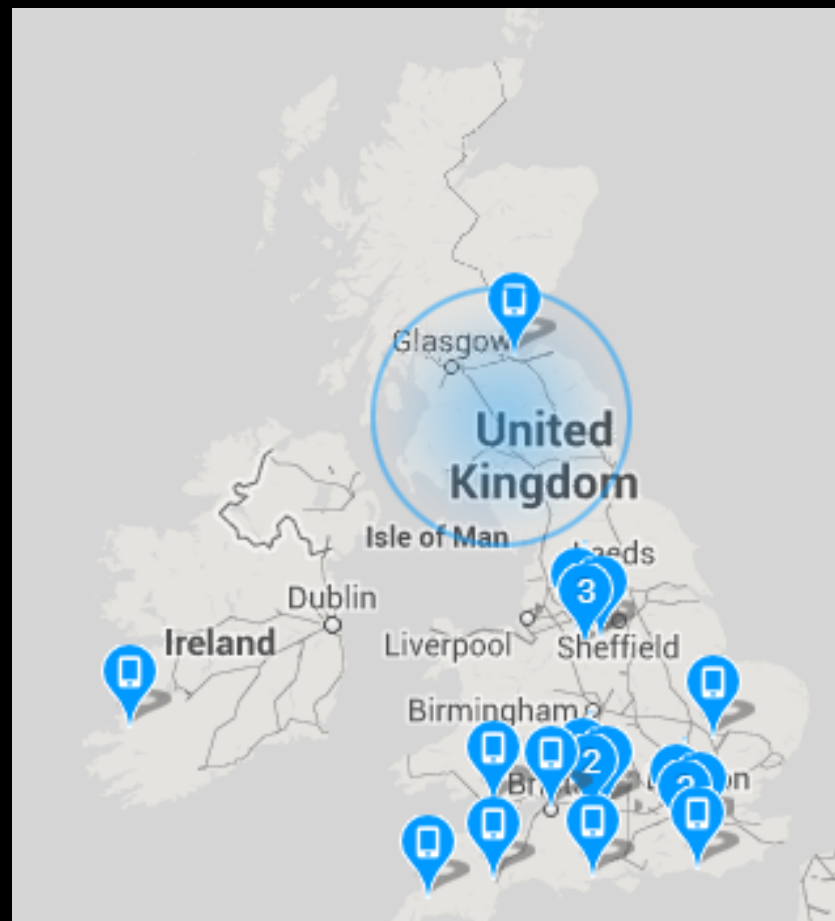 Glasgow
United
Kingdom
Isle of Man
Dublin
3
Ireland
Liverpool
Sheffield
Birmingham
2